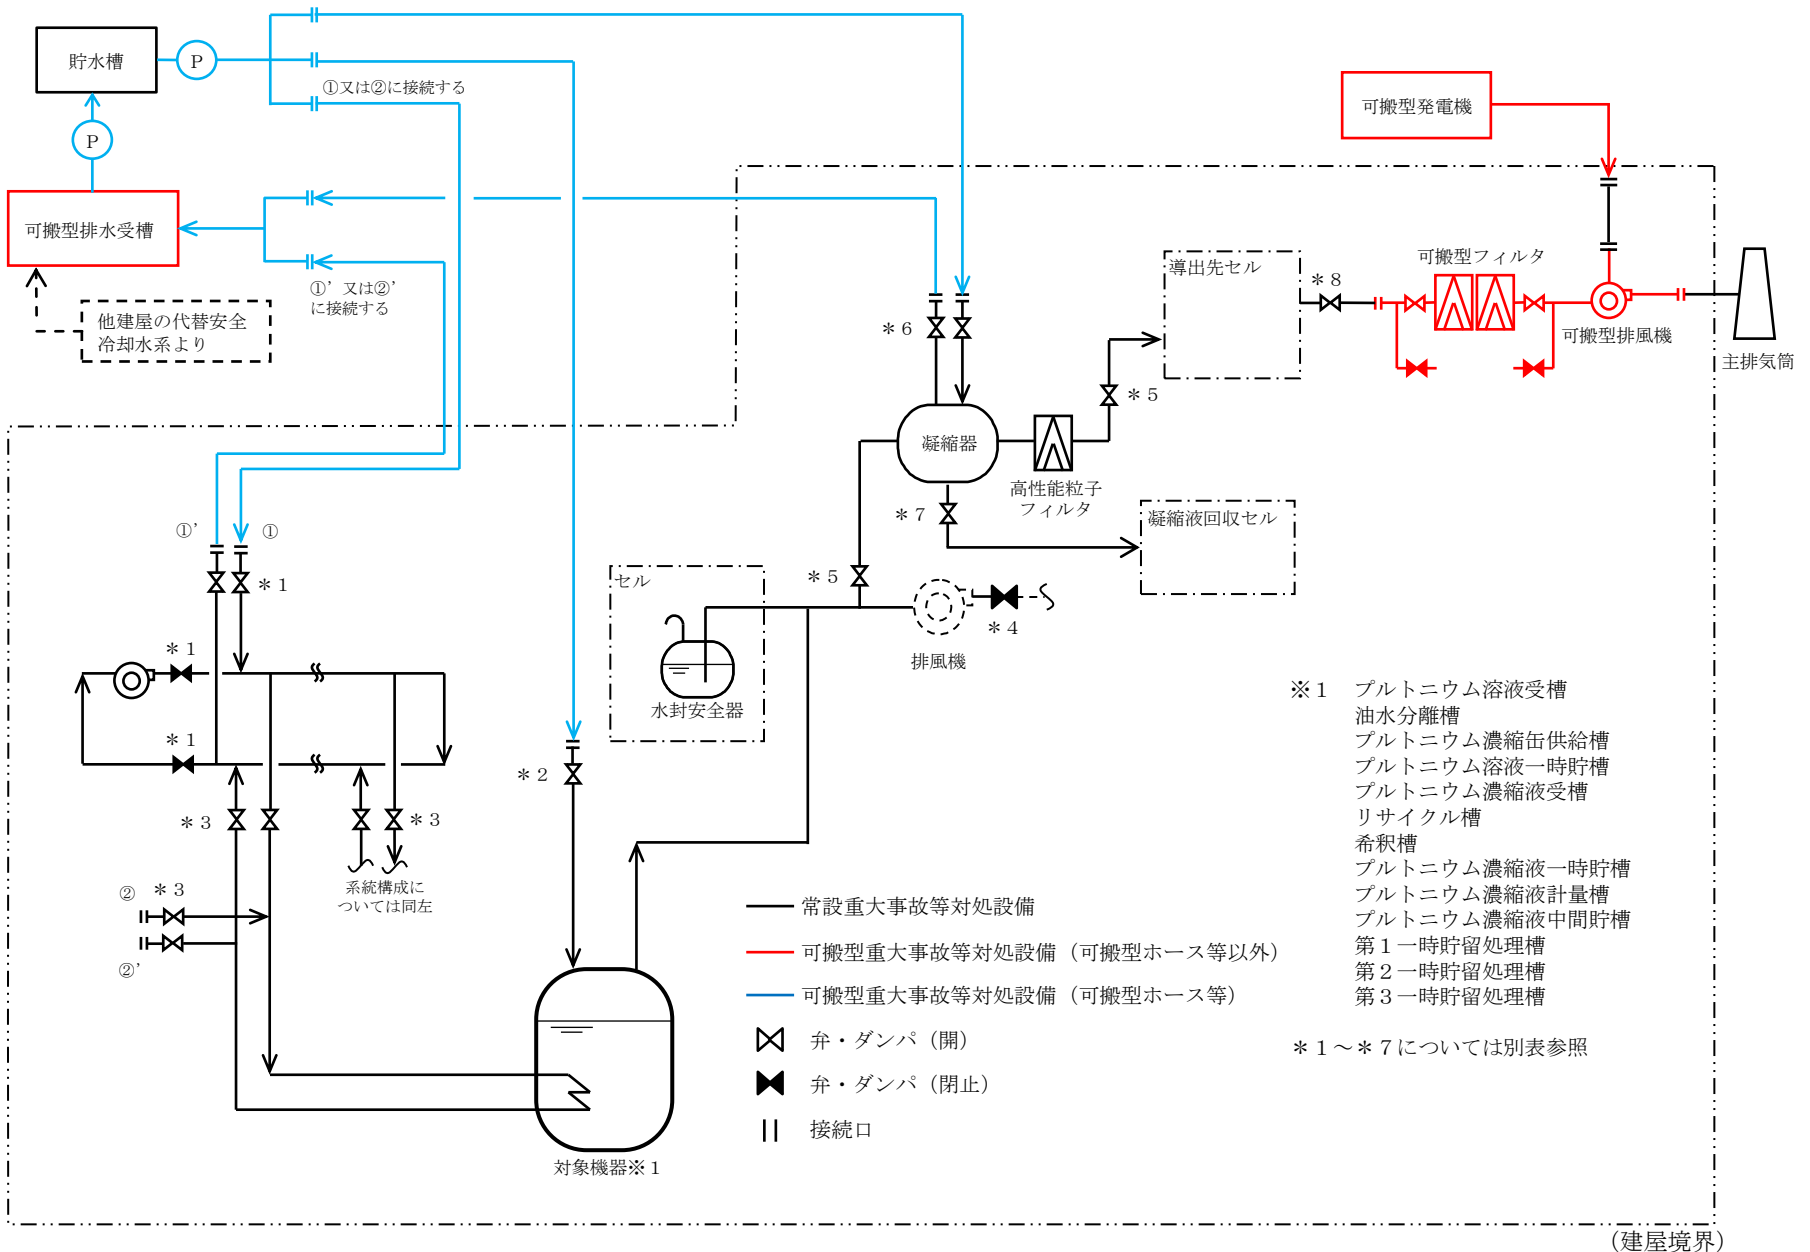 貯水槽
P
①又は②に接続する
P
可搬型排水受槽
①’又は②’
に接続する
他建屋の代替安全
冷却水系より
可搬型発電機
導出先セル
＊８
可搬型フィルタ
可搬型排風機
主排気筒
＊６
＊５
凝縮器
高性能粒子
フィルタ
＊７
凝縮液回収セル
①’
①
＊１
＊５
セル
＊４
排風機
水封安全器
＊１
＊１
＊２
＊３
＊３
系統構成に
ついては同左
②
＊３
②’
対象機器※１
※１
プルトニウム溶液受槽
油水分離槽
プルトニウム濃縮缶供給槽
プルトニウム溶液一時貯槽
プルトニウム濃縮液受槽
リサイクル槽
希釈槽
プルトニウム濃縮液一時貯槽
プルトニウム濃縮液計量槽
プルトニウム濃縮液中間貯槽
第１一時貯留処理槽
第２一時貯留処理槽
第３一時貯留処理槽
＊１～＊７については別表参照
常設重大事故等対処設備
可搬型重大事故等対処設備（可搬型ホース等以外）
可搬型重大事故等対処設備（可搬型ホース等）
弁・ダンパ（開）
弁・ダンパ（閉止）
接続口
（建屋境界）